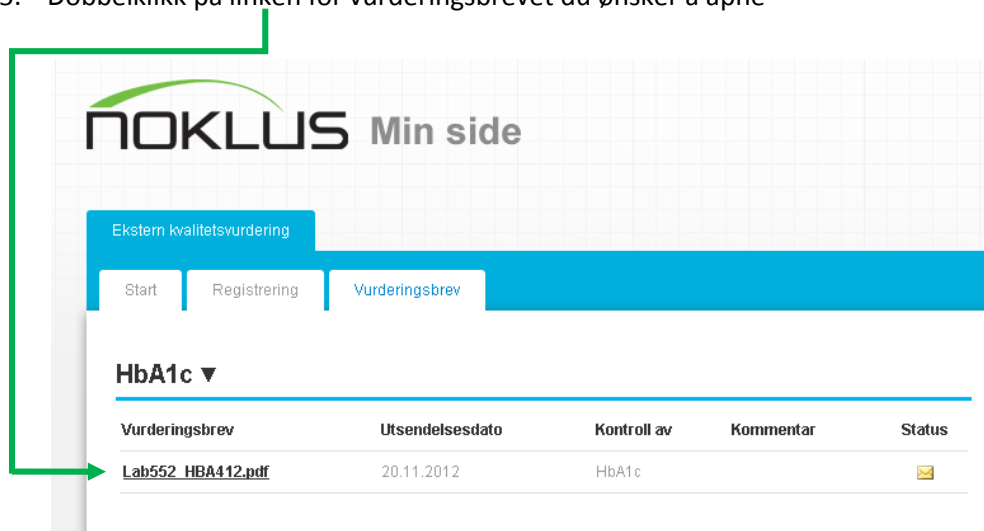 Dobbelklikk på linken for vurderingsbrevet du ønsker å åpne
NOKLUS Min side
Ekstern kvalitetsvurdering
Start Registrering Vurderingsbrev
HbA1c ▼
Vurderingsbrev Utsendelsesdato Kontroll av Kommentar Status
Lab552_HBA412.pdf 20.11.2012 HbA1c